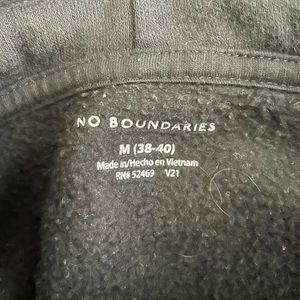 NO BOUNDARIES
M (38-40)
Made in/Hecho en Vietnam
RN# 52469 V21